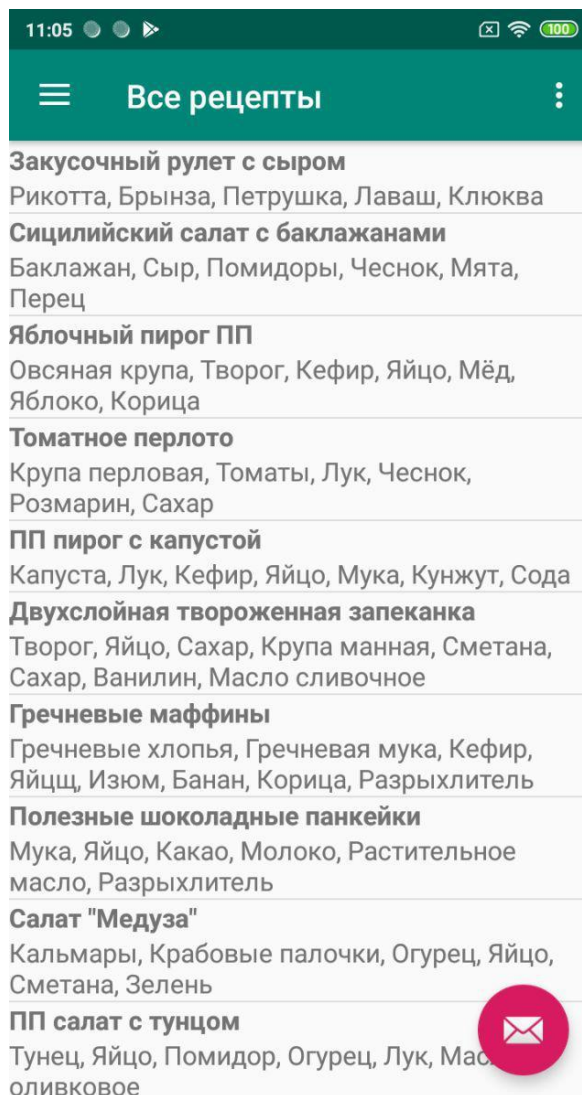 11:05
100
Все рецепты
Закусочный рулет с сыром
Рикотта, Брынза, Петрушка, Лаваш, Клюква
Сицилийский салат с баклажанами
Баклажан, Сыр, Помидоры, Чеснок, Мята,
Перец
Яблочный пирог ПП
Овсяная крупа, Творог, Кефир, Яйцо, Мёд,
Яблоко, Корица
Томатное перлото
Крупа перловая, Томаты, Лук, Чеснок,
Розмарин, Сахар
ПП пирог с капустой
Капуста, Лук, Кефир, Яйцо, Мука, Кунжут, Сода
Двухслойная твороженная запеканка
Творог, Яйцо, Сахар, Крупа манная, Сметана,
Сахар, Ванилин, Масло сливочное
Гречневые маффины
Гречневые хлопья, Гречневая мука, Кефир,
Яйцщ, Изюм, Банан, Корица, Разрыхлитель
Полезные шоколадные панкейки
Мука, Яйцо, Какао, Молоко, Растительное
масло, Разрыхлитель
Салат "Медуза"
Кальмары, Крабовые палочки, Огурец, Яйцо,
Сметана, Зелень
ПП салат с тунцом
Тунец, Яйцо, Помидор, Огурец, Лук,
оливковое